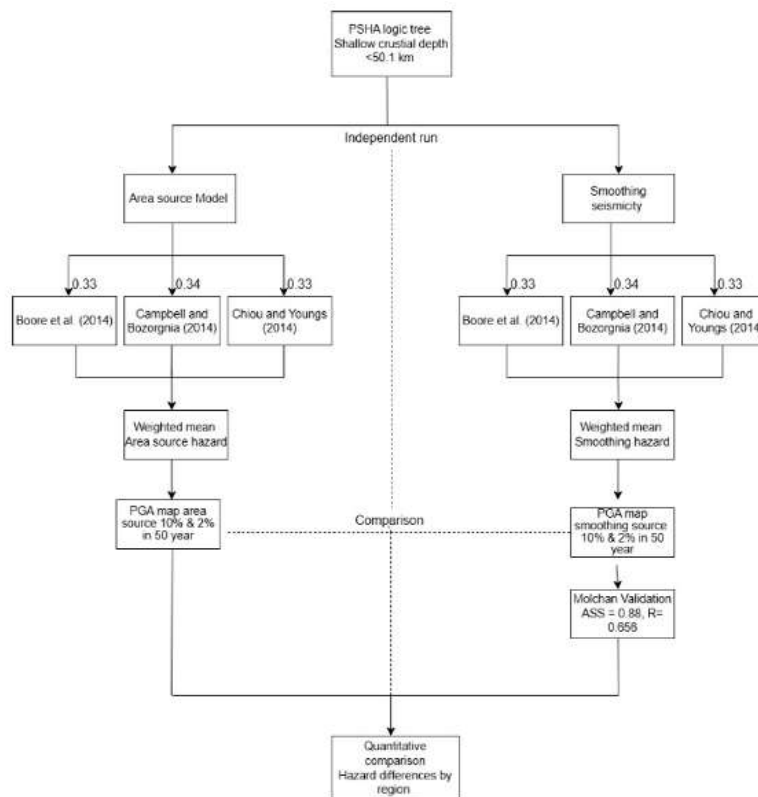 PSHA logic tree
Shallow crustial depth
<50.1 km
Independent run
Area source Model
Smoothing
seismicity
0.33
0.34
0.33
0.33
0.34
0.33
Boore et al. (2014)
Campbell and
Bozorgnia (2014)
Chiou and Youngs
(2014)
Boore et al. (2014)
Campbell and
Bozorgnia (2014)
Chiou and
Youngs (2014
Weighted mean
Area source hazard
Weighted mean
Smoothing hazard
PGA map area
source 10% & 2%
in 50 year
Comparison
PGA map
smoothing source
10% & 2% in 50
year
Molchan Validation
ASS = 0.88, R=
0.656
Quantitative
comparison
Hazard differences by
region